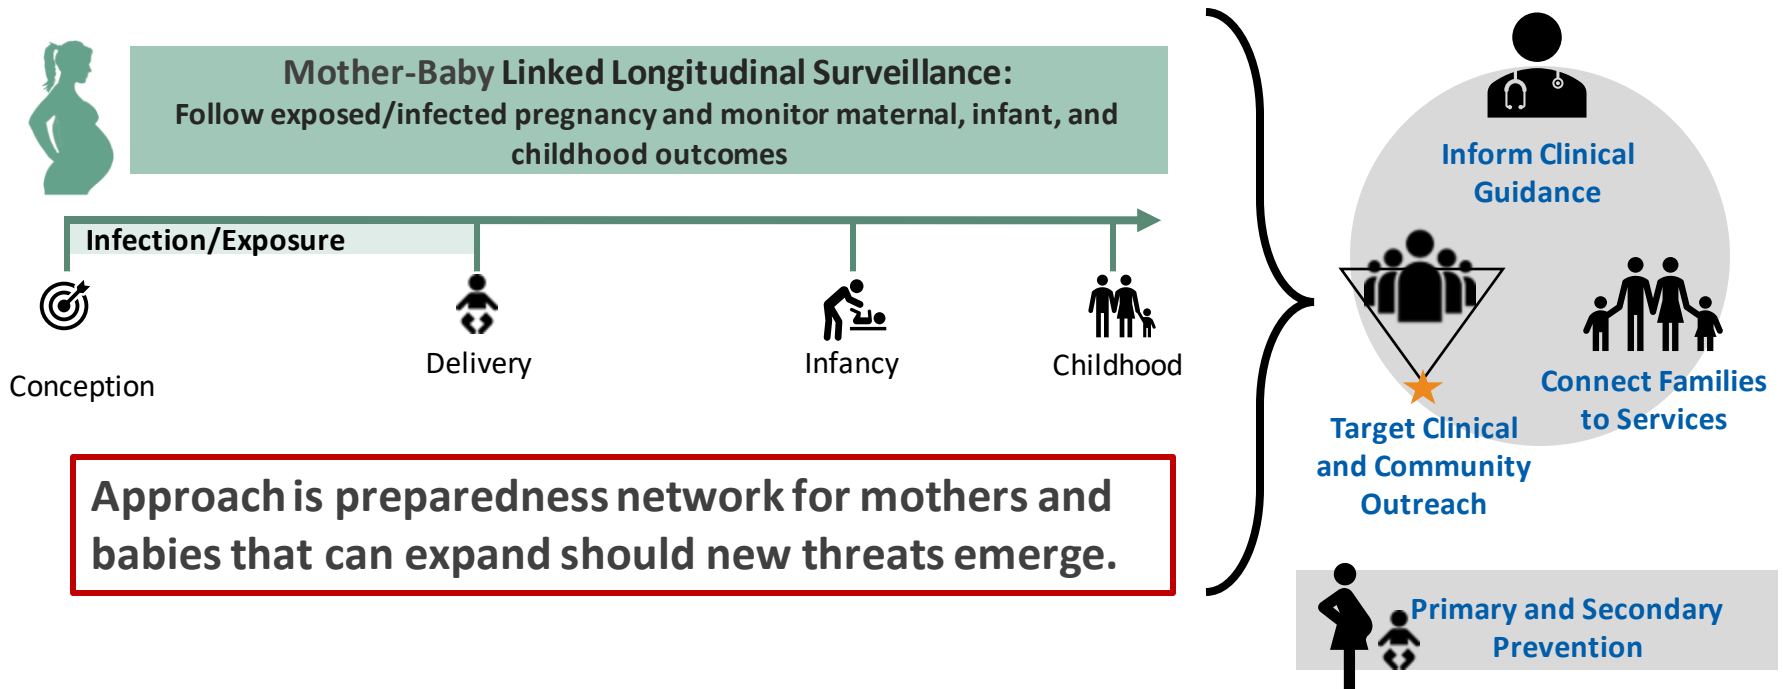 Mother-Baby Linked Longitudinal Surveillance:
Follow exposed/infected pregnancy and monitor maternal, infant, and
childhood outcomes
Infection/Exposure
Conception
Delivery
Infancy
Childhood
Approach is preparedness network for mothers and
babies that can expand should new threats emerge.
Inform Clinical
Guidance
Connect Families
to Services
Target Clinical
and Community
Outreach
Primary and Secondary
Prevention